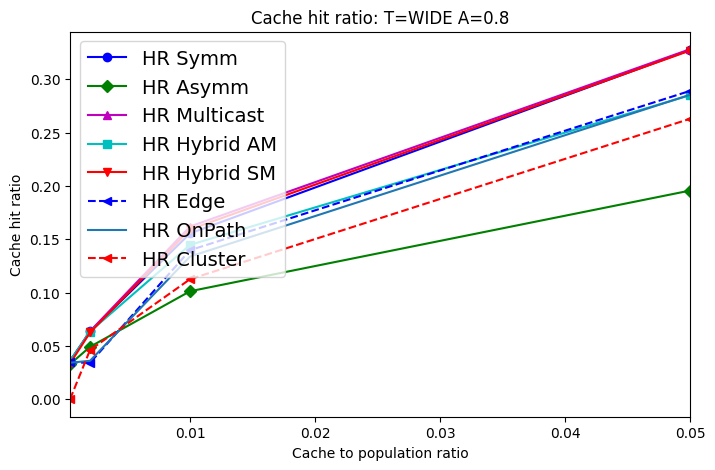 Cache hit ratio: T=WIDE A=0.8
HR Symm
HR Asymm
HR Multicast
HR Hybrid AM
HR Hybrid SM
HR Edge
HR OnPath
HR Cluster
Cache hit ratio
0.30
0.25
0.20
0.15
0.10
0.05
0.00
0.01
0.02
0.03
0.04
0.05
Cache to population ratio